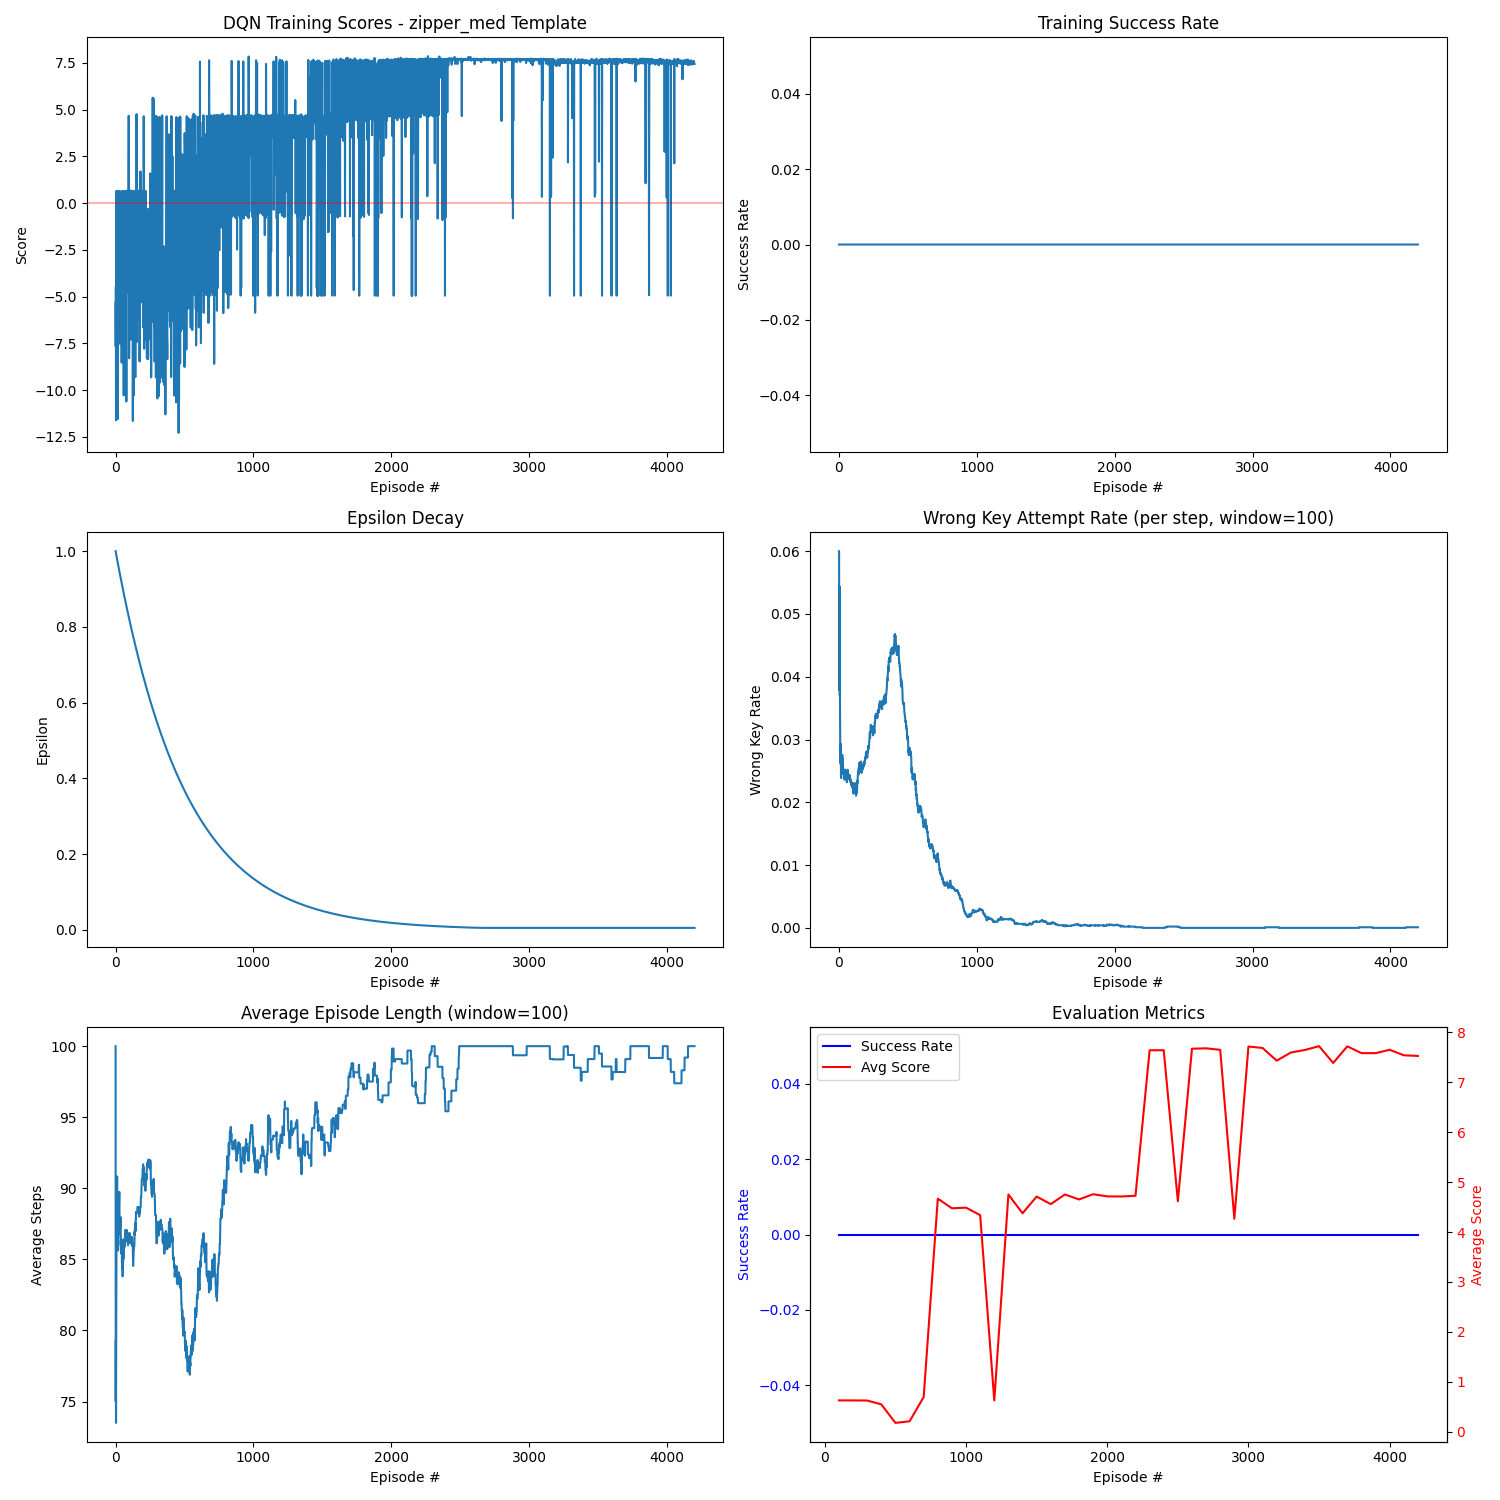 DQN Training Scores - zipper_med Template
7.5
5.0
2.5
0.0
−2.5
−5.0
−7.5
−10.0
−12.5
Score
0 1000 2000 3000 4000
Episode #
Training Success Rate
0.04
0.02
0.00
−0.02
−0.04
Success Rate
0 1000 2000 3000 4000
Episode #
Epsilon Decay
1.0
0.8
0.6
0.4
0.2
0.0
Epsilon
0 1000 2000 3000 4000
Episode #
Wrong Key Attempt Rate (per step, window=100)
0.06
0.05
0.04
0.03
0.02
0.01
0.00
Wrong Key Rate
0 1000 2000 3000 4000
Episode #
Average Episode Length (window=100)
100
95
90
85
80
75
Average Steps
0 1000 2000 3000 4000
Episode #
Evaluation Metrics
Success Rate
Avg Score
0.04
0.02
0.00
−0.02
−0.04
Success Rate
8
7
6
5
4
3
2
1
0
Average Score
0 1000 2000 3000 4000
Episode #